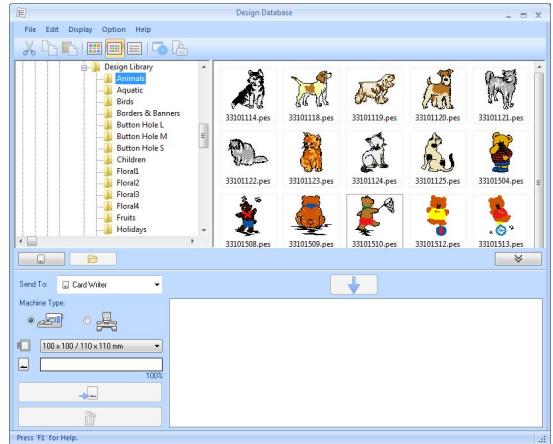 Design Database
File Edit Display Option Help
Design Library
Animals
Aquatic
Birds
Borders & Banners
Button Hole L
Button Hole M
Button Hole S
Children
Floral1
Floral2
Floral3
Floral4
Fruits
Holidays
33101114.pes 33101118.pes 33101119.pes 33101120.pes 33101121.pes
33101122.pes 33101123.pes 33101124.pes 33101125.pes 33101504.pes
33101508.pes 33101509.pes 33101510.pes 33101512.pes 33101513.pes
Send To: Card Writer
Machine Type:
100 x 100 / 110 x 110 mm
100%
Press 'F1' for Help.